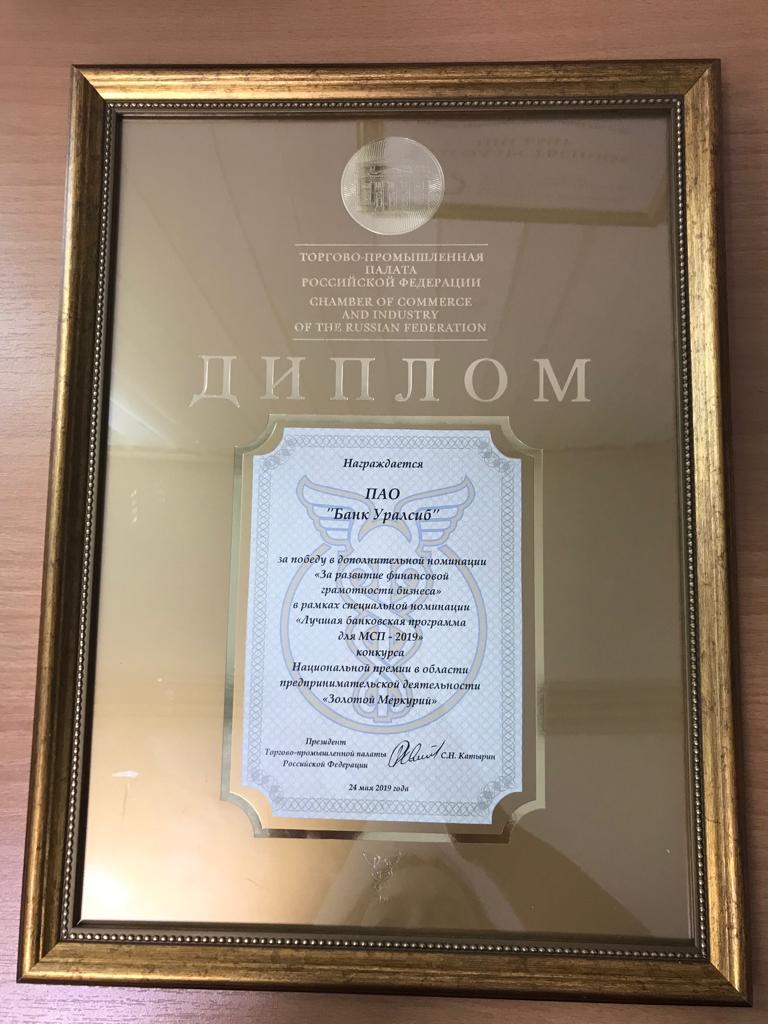 ТОРГОВО-ПРОМЫШЛЕННАЯ
ПАЛАТА
РОССИЙСКОЙ ФЕДЕРАЦИИ
CHAMBER OF COMMERCE
AND INDUSTRY
OF THE RUSSIAN FEDERATION
ДИПЛОМ
Награждается
ПАО
"Банк Уралсиб"
за победу в дополнительной номинации
«За развитие финансовой
грамотности бизнеса»
в рамках специальной номинации
«Лучшая банковская программа
для МСП - 2019»
конкурса
Национальной премии в области
предпринимательской деятельности
«Золотой Меркурий»
Президент
Торгово-промышленной палаты
Российской Федерации
С.Н. Катырин
24 мая 2019 года